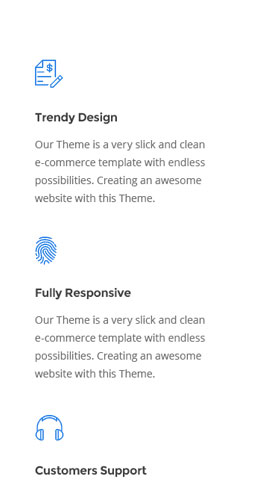 Trendy Design
Our Theme is a very slick and clean
e-commerce template with endless
possibilities. Creating an awesome
website with this Theme.
Fully Responsive
Our Theme is a very slick and clean
e-commerce template with endless
possibilities. Creating an awesome
website with this Theme.
Customers Support